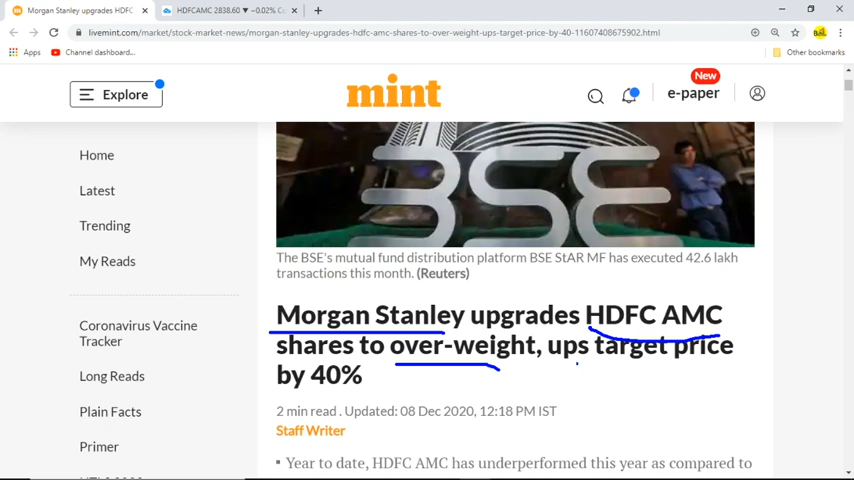 Morgan Stanley upgrades HDFC
HDFCAMC 2838.60 ▼ −0.02% C
livemint.com/market/stock-market-news/morgan-stanley-upgrades-hdfc-amc-shares-to-over-weight-ups-target-price-by-40-11607408675902.html
Apps
Channel dashboard...
Other bookmarks
Explore
mint
New
e-paper
BSE
Home
Latest
Trending
My Reads
Coronavirus Vaccine
Tracker
Long Reads
Plain Facts
Primer
The BSE's mutual fund distribution platform BSE StAR MF has executed 42.6 lakh
transactions this month. (Reuters)
Morgan Stanley upgrades HDFC AMC
shares to over-weight, ups target price
by 40%
2 min read . Updated: 08 Dec 2020, 12:18 PM IST
Staff Writer
▪ Year to date, HDFC AMC has underperformed this year as compared to